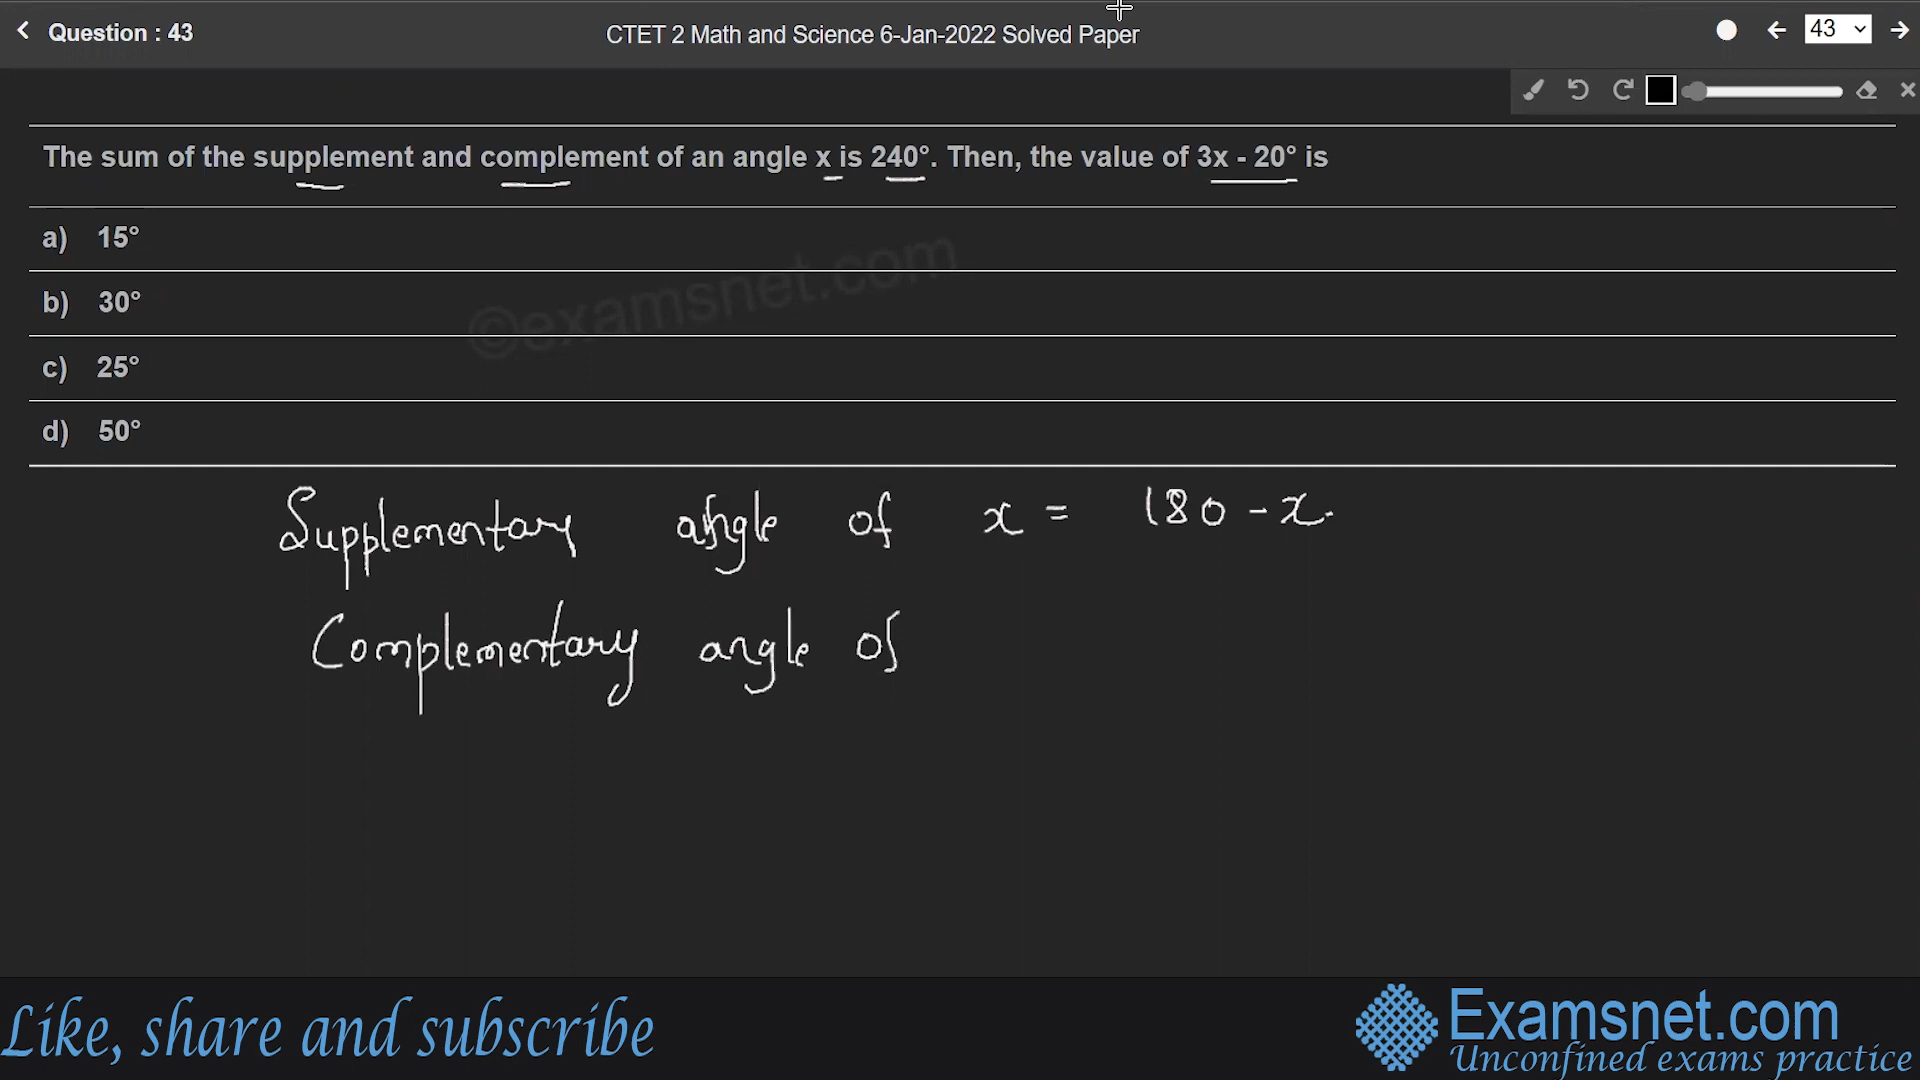 Question : 43
CTET 2 Math and Science 6-Jan-2022 Solved Paper
43
The sum of the supplement and complement of an angle x is 240°. Then, the value of 3x - 20° is
a) 15°
©examsnet.com
b) 30°
c) 25°
d) 50°
Supplementary angle of x = 180 - x.
Complementary angle of
Like, share and subscribe
Examsnet.com
Unconfined exams practice